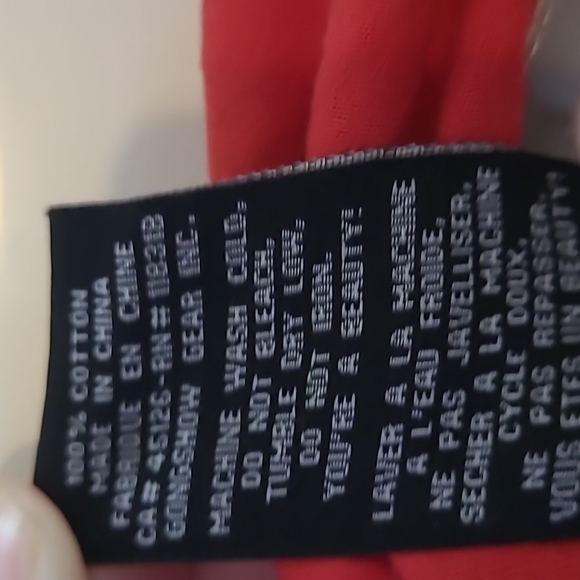 100% COTTON
MADE IN CHINA
FABRIQUE EN CHINE
CA# 45126-RN# 118318
GONGSHOW GEAR INC.
MACHINE WASH COLD,
DO NOT BLEACH,
TUMBLE DRY LOW,
DO NOT IRON.
YOU'RE A BEAUTY!
LAVER A LA MACHINE
A L'EAU FROIDE,
NE PAS JAVELLISER,
SECHER A LA MACHINE
CYCLE DOUX,
NE PAS REPASSER.
VOUS ETES UN BEAUTY!